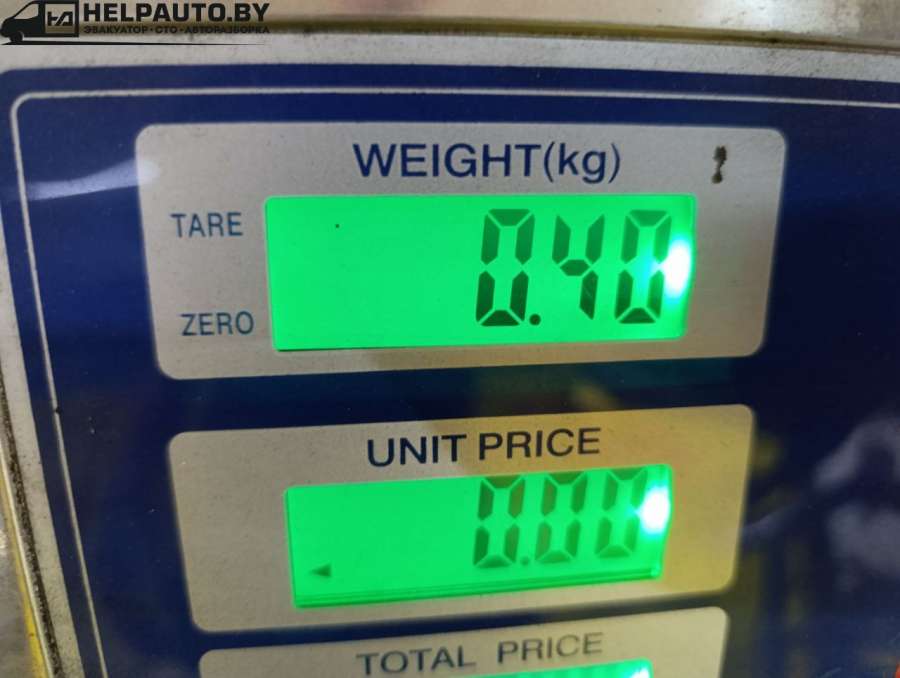 HELPAUTO.BY
ЭВАКУАТОР·СТО·АВТОРАЗБОРКА
WEIGHT(kg)
TARE
0.40
ZERO
UNIT PRICE
0.00
TOTAL PRICE